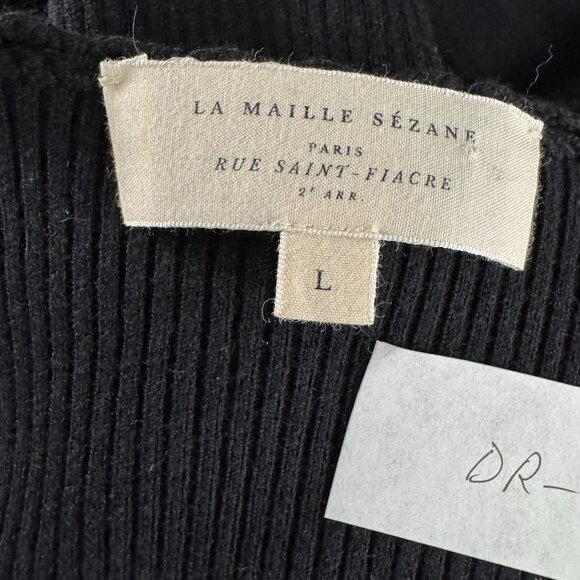 LA MAILLE SÉZANE
PARIS
RUE SAINT-FIACRE
2E ARR.
L
DR-